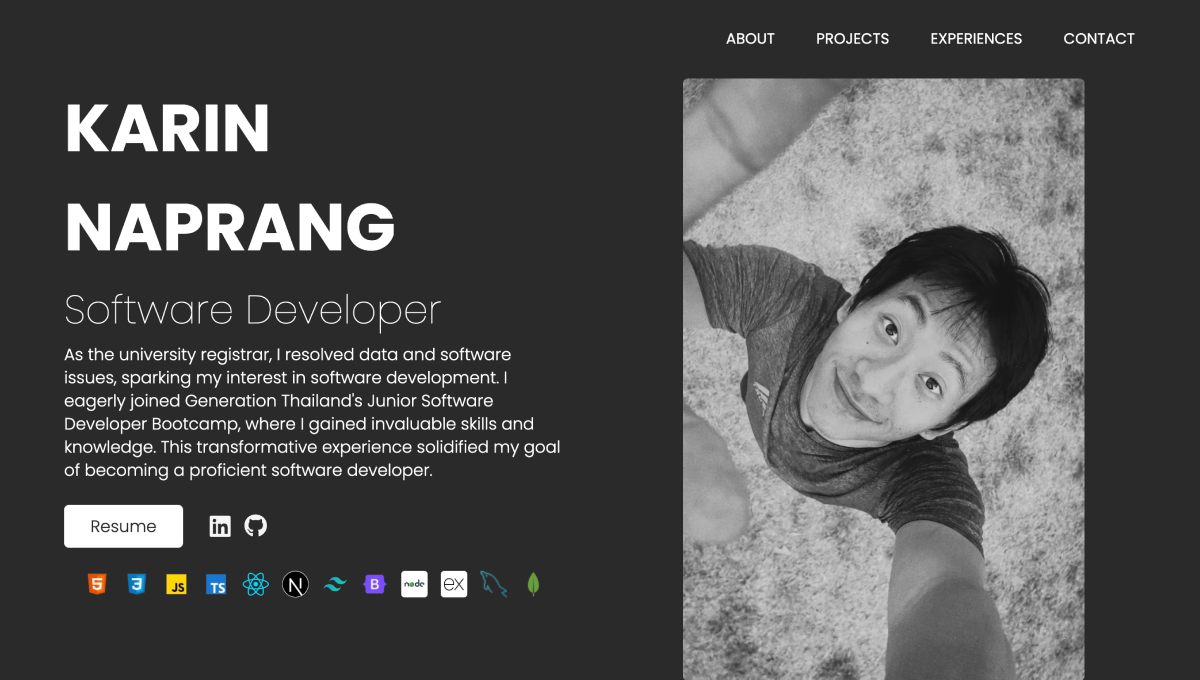 ABOUT PROJECTS EXPERIENCES CONTACT
KARIN
NAPRANG
Software Developer
As the university registrar, I resolved data and software
issues, sparking my interest in software development. I
eagerly joined Generation Thailand's Junior Software
Developer Bootcamp, where I gained invaluable skills and
knowledge. This transformative experience solidified my goal
of becoming a proficient software developer.
Resume in
5 3 JS TS N B node ex